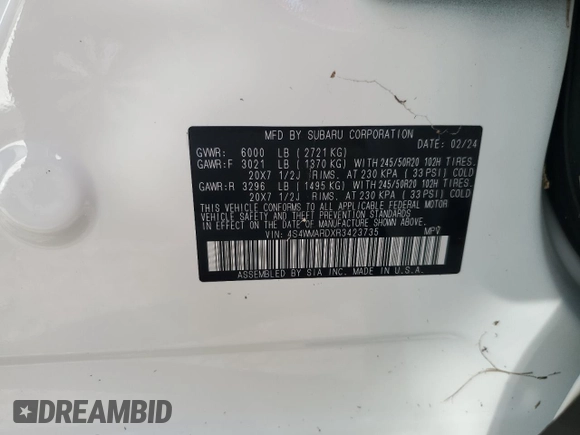 MFD BY SUBARU CORPORATION
DATE: 02/24
GVWR: 6000 LB ( 2721 KG)
GAWR:F 3021 LB ( 1370 KG) WITH 245/50R20 102H TIRES.
20X7 1/2J RIMS. AT 230 KPA ( 33 PSI) COLD
GAWR:R 3296 LB ( 1495 KG) WITH 245/50R20 102H TIRES.
20X7 1/2J RIMS. AT 230 KPA ( 33 PSI) COLD
THIS VEHICLE CONFORMS TO ALL APPLICABLE FEDERAL MOTOR
VEHICLE SAFETY AND THEFT PREVENTION STANDARDS
IN EFFECT ON THE DATE OF MANUFACTURE SHOWN ABOVE.
VIN: 4S4WMARDXR3423735 MPV
ASSEMBLED BY SIA INC. MADE IN U.S.A.
DREAMBID